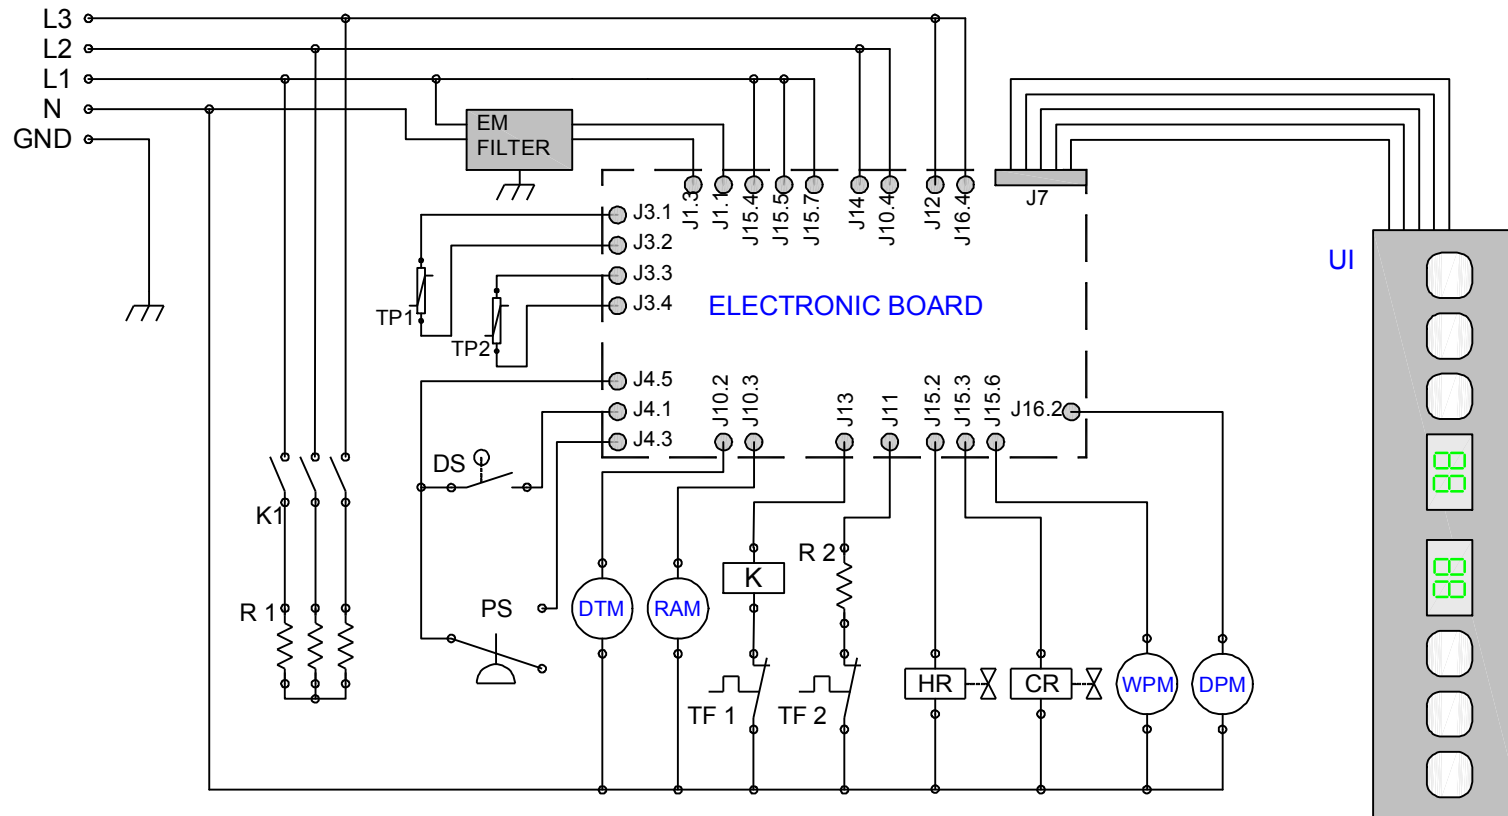 L3
L2
L1
N
GND
EM
FILTER
J1.3
J1.1
J15.4
J15.5
J15.7
J14
J10.4
J12
J16.4
J7
J3.1
J3.2
J3.3
J3.4
UI
TP1
TP2
ELECTRONIC BOARD
J4.5
J4.1
J4.3
J10.2
J10.3
J13
J11
J15.2
J15.3
J15.6
J16.2
DS
K1
88
R 1
PS
DTM
RAM
K
R 2
88
TF 1
TF 2
HR
CR
WPM
DPM